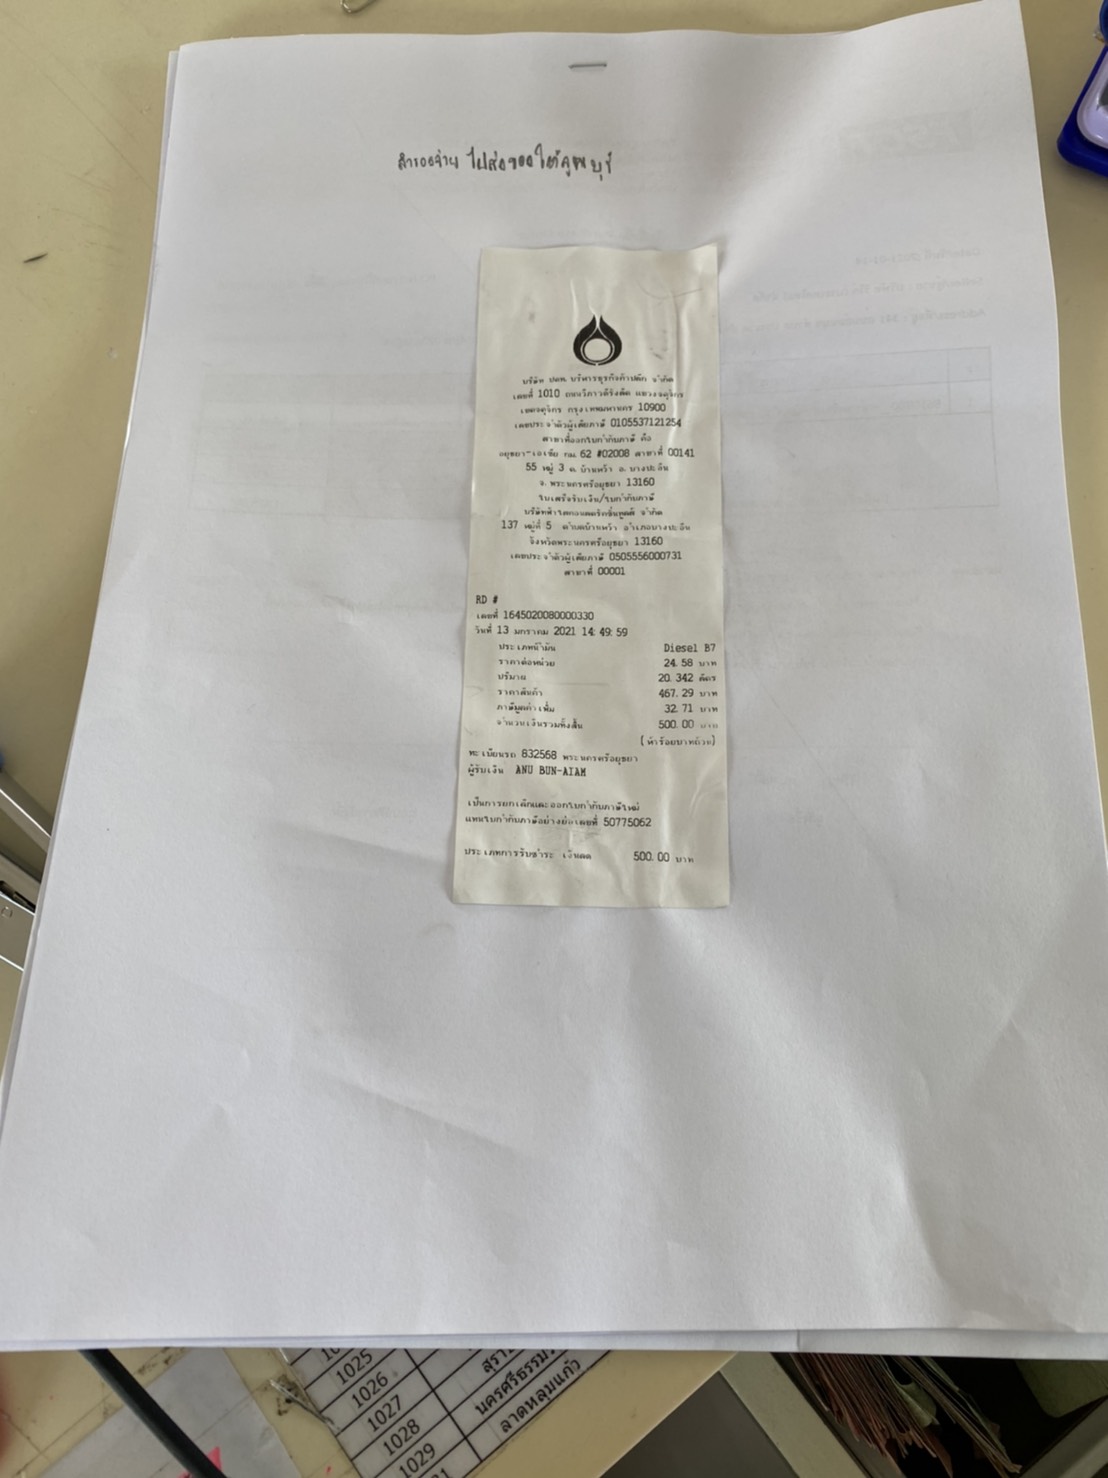 สำรองจ่าย ไปส่งของ
บริษัท ปตท. บริหารธุรกิจค้าปลีก จำกัด
เลขที่ 1010 ถนนวิภาวดีรังสิต แขวงจตุจักร
เขตจตุจักร กรุงเทพมหานคร 10900
เลขประจำตัวผู้เสียภาษี 0105537121254
สาขาที่ออกใบกำกับภาษี คือ
อยุธยา-เอเซีย กม. 62 #02008 สาขาที่ 00141
55 หมู่ 3 ต. บ้านหว้า อ. บางปะอิน
จ. พระนครศรีอยุธยา 13160
ใบเสร็จรับเงิน/ใบกำกับภาษี
137 หมู่ที่ 5 ตำบลบ้านหว้า อำเภอบางปะอิน
จังหวัดพระนครศรีอยุธยา 13160
เลขประจำตัวผู้เสียภาษี 0505556000731
สาขาที่ 00001
RD #
เลขที่ 1645020080000330
วันที่ 13 มกราคม 2021 14:49:59
ประเภทน้ำมัน Diesel B7
ราคาต่อหน่วย 24.58 บาท
ปริมาณ 20.342 ลิตร
ราคาสินค้า 467.29 บาท
ภาษีมูลค่าเพิ่ม 32.71 บาท
จำนวนเงินรวมทั้งสิ้น 500.00 บาท
(ห้าร้อยบาทถ้วน)
ทะเบียนรถ 832568 พระนครศรีอยุธยา
ผู้รับเงิน ANU BUN-AIAM
เป็นการยกเลิกและออกใบกำกับภาษีใหม่
แทนใบกำกับภาษีอย่างย่อเลขที่ 50775062
ประเภทการรับชำระ เงินสด 500.00 บาท
1025
1026
1027 นครศรีธรรม
1028 ลาดหลุมแก้ว
1029